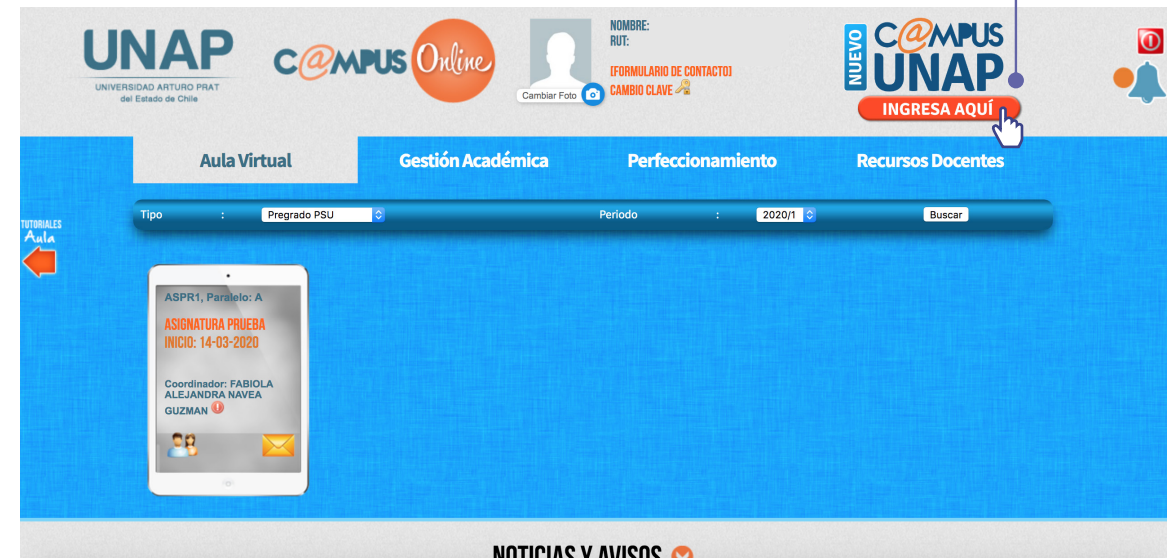 UNAP
UNIVERSIDAD ARTURO PRAT
del Estado de Chile
C@MPUS Online
Cambiar Foto
NOMBRE:
RUT:
[FORMULARIO DE CONTACTO]
CAMBIO CLAVE
NUEVO
C@MPUS
UNAP
INGRESA AQUÍ
Aula Virtual Gestión Académica Perfeccionamiento Recursos Docentes
TUTORIALES
Aula
Tipo : Pregrado PSU Periodo : 2020/1 Buscar
ASPR1, Paralelo: A
ASIGNATURA PRUEBA
INICIO: 14-03-2020
Coordinador: FABIOLA
ALEJANDRA NAVEA
GUZMAN
NOTICIAS Y AVISOS